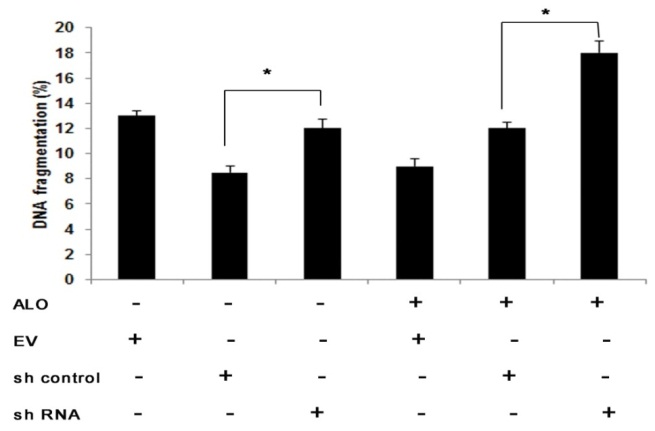 *
*
20
18
16
14
12
10
8
6
4
2
0
DNA fragmentation (%)
ALO - - - + + +
EV + - - + - -
sh control - + - - + -
sh RNA - - + - - +